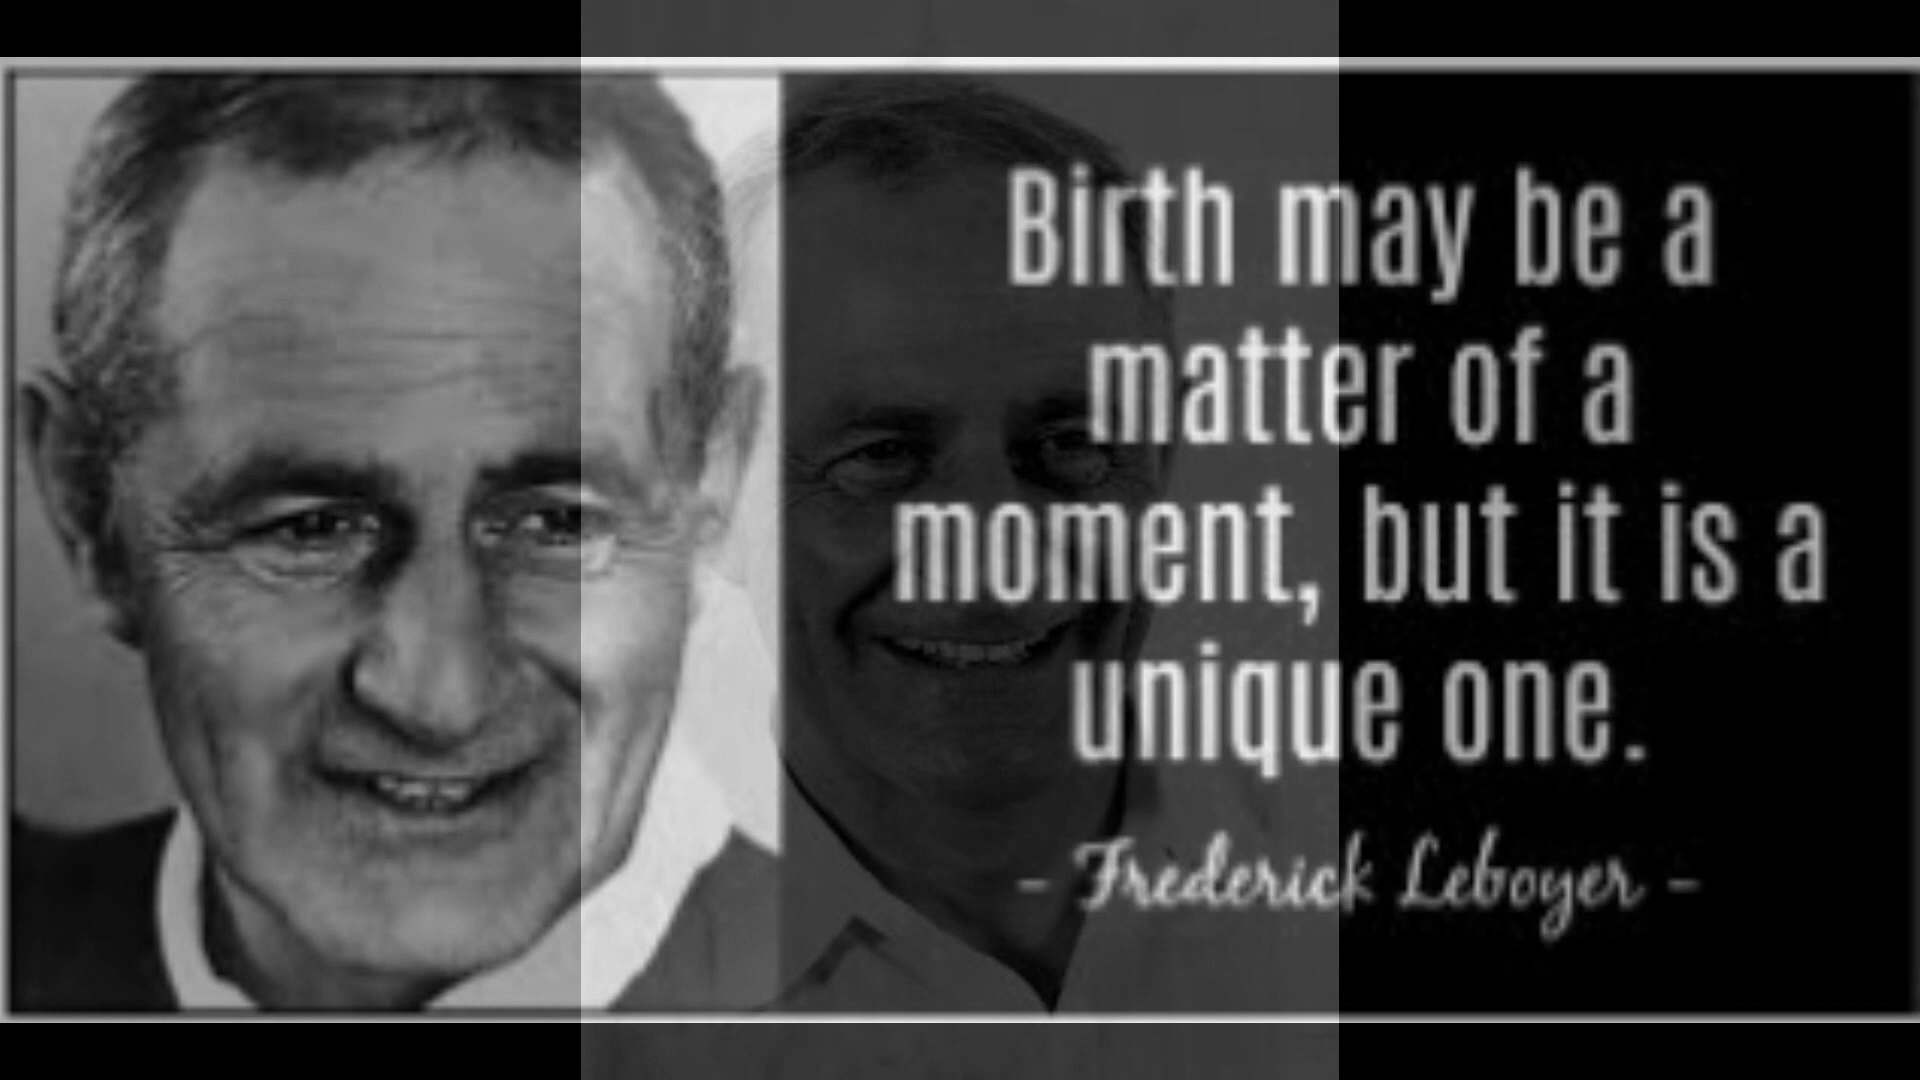 Birth may be a
matter of a
moment, but it is a
unique one.
- Frederick Leboyer -